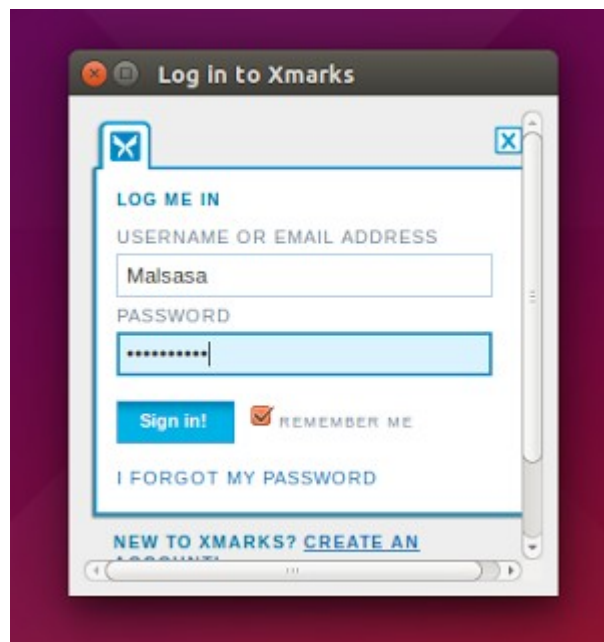 Log in to Xmarks
LOG ME IN
USERNAME OR EMAIL ADDRESS
Malsasa
PASSWORD
••••••••••
Sign in!
REMEMBER ME
I FORGOT MY PASSWORD
NEW TO XMARKS? CREATE AN
ACCOUNT!